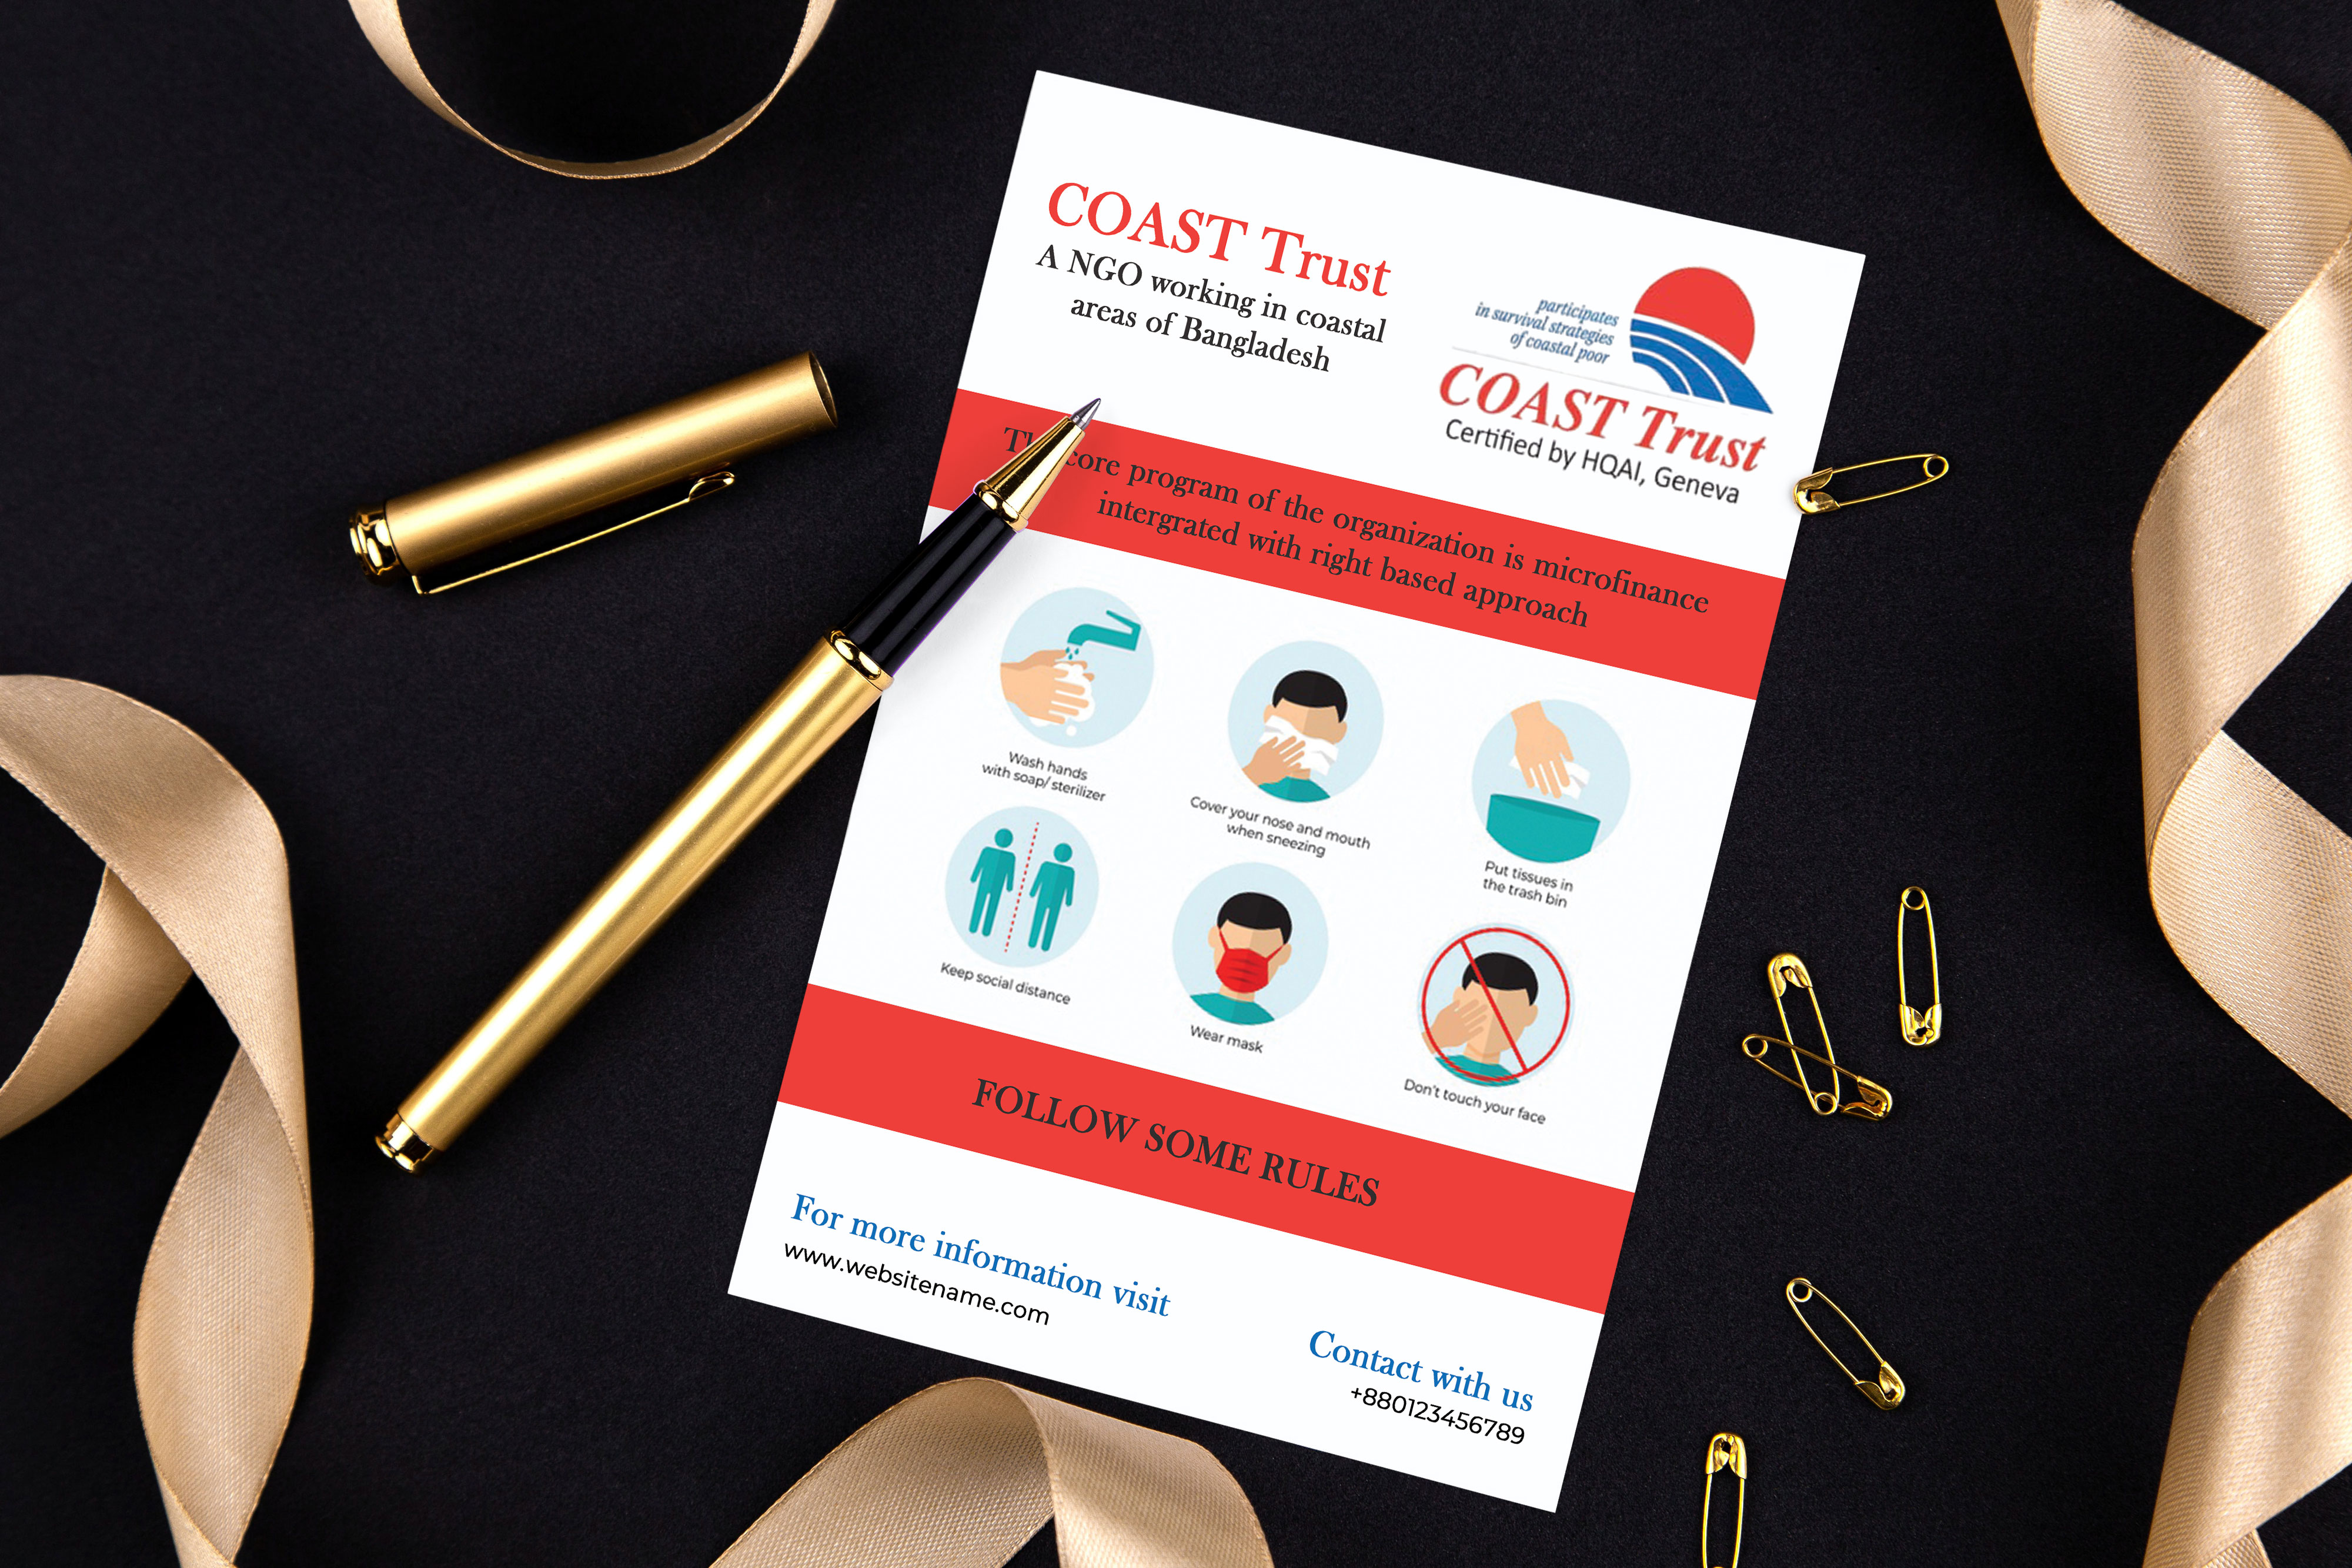 COAST Trust
A NGO working in coastal
areas of Bangladesh
participates
in survival strategies
of coastal poor
COAST Trust
Certified by HQAI, Geneva
core program of the organization is microfinance
intergrated with right based approach
Wash hands
with soap/ sterilizer
Cover your nose and mouth
when sneezing
Put tissues in
the trash bin
Keep social distance
Wear mask
Don't touch your face
FOLLOW SOME RULES
For more information visit
www.websitename.com
Contact with us
+880123456789